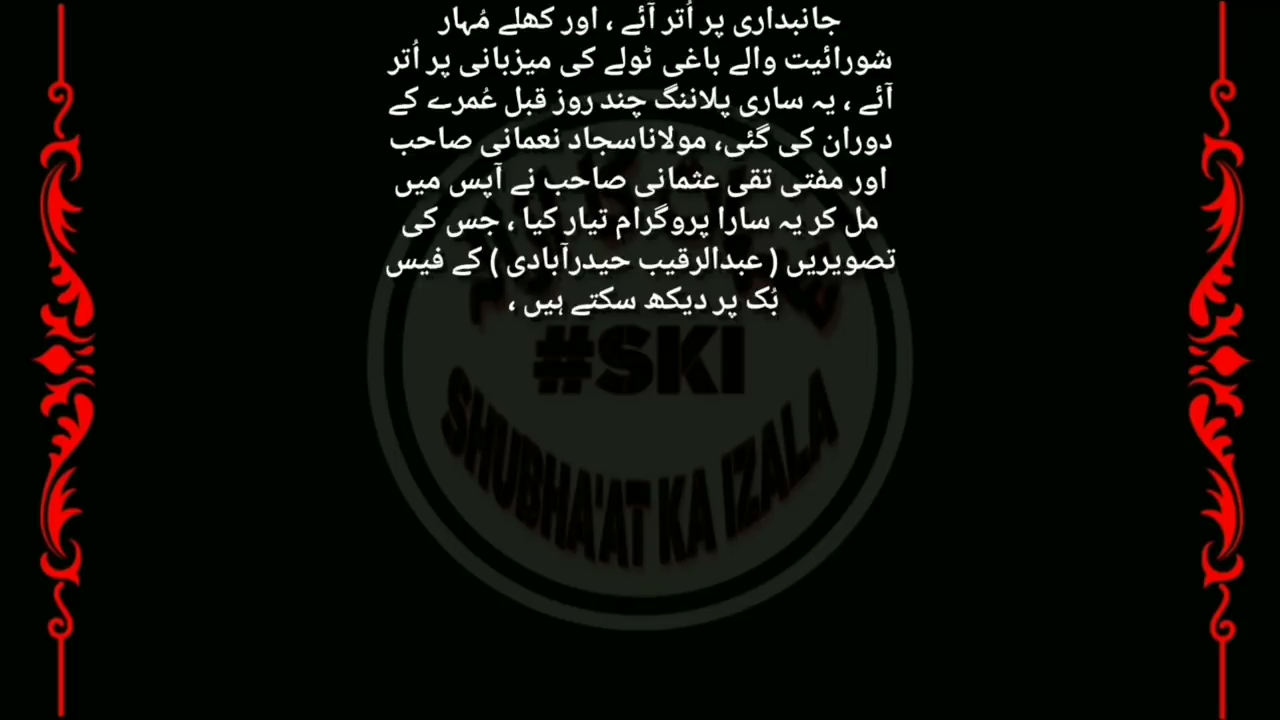 جانبداری پر اُتر آئے ، اور کھلے مُہار
شورائیت والے باغی ٹولے کی میزبانی پر اُتر
آئے ، یہ ساری پلاننگ چند روز قبل عُمرے کے
دوران کی گئی، مولاناسجاد نعمانی صاحب
اور مفتی تقی عثمانی صاحب نے آپس میں
مل کر یہ سارا پروگرام تیار کیا ، جس کی
تصویریں ( عبدالرقیب حیدرآبادی ) کے فیس
بُک پر دیکھ سکتے ہیں ،
#SKI
SHUBHA'AT KA IZALA